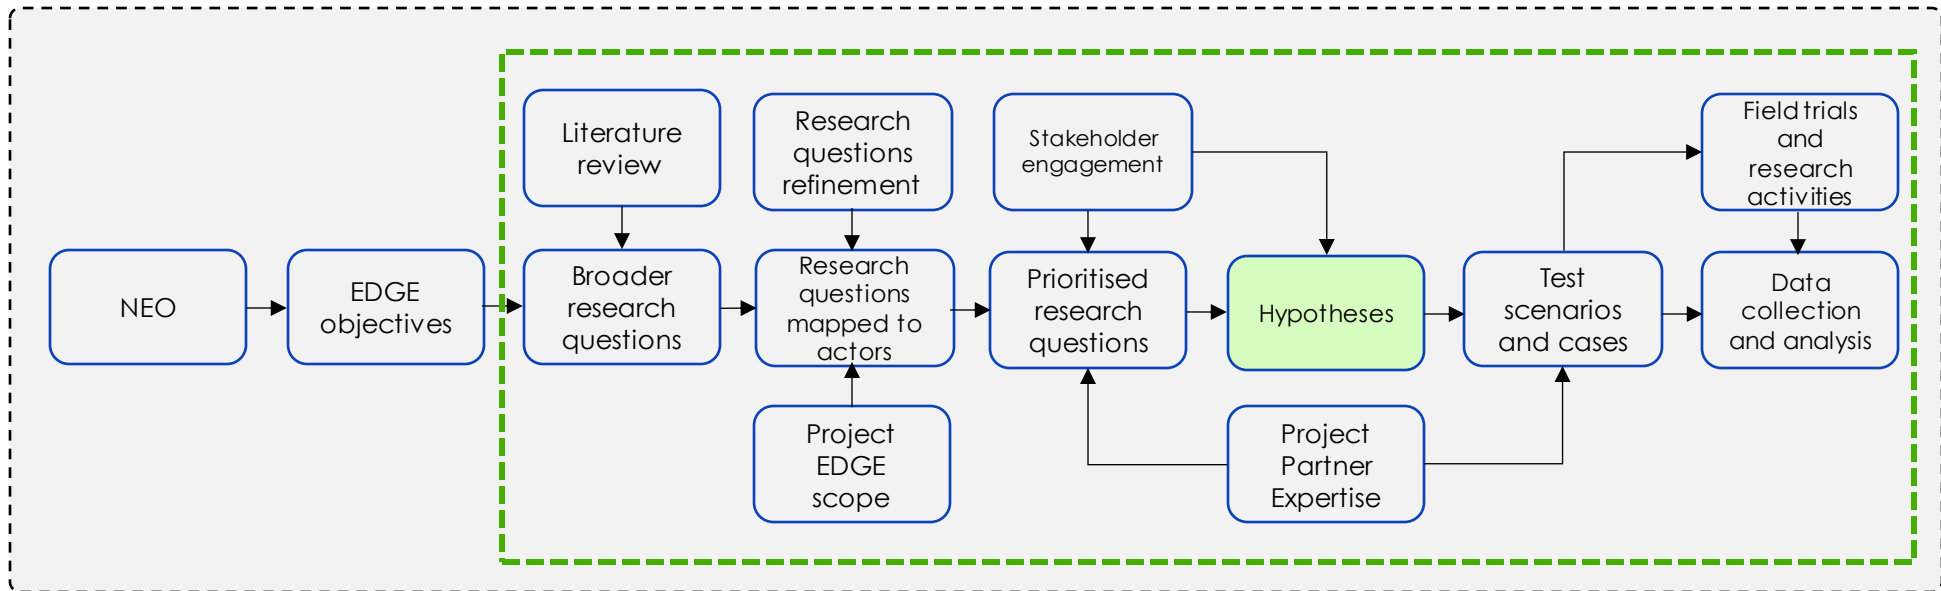 Literature
review
Research
questions
refinement
Stakeholder
engagement
Field trials
and
research
activities
NEO
EDGE
objectives
Broader
research
questions
Research
questions
mapped to
actors
Prioritised
research
questions
Hypotheses
Test
scenarios
and cases
Data
collection
and analysis
Project
EDGE
scope
Project
Partner
Expertise